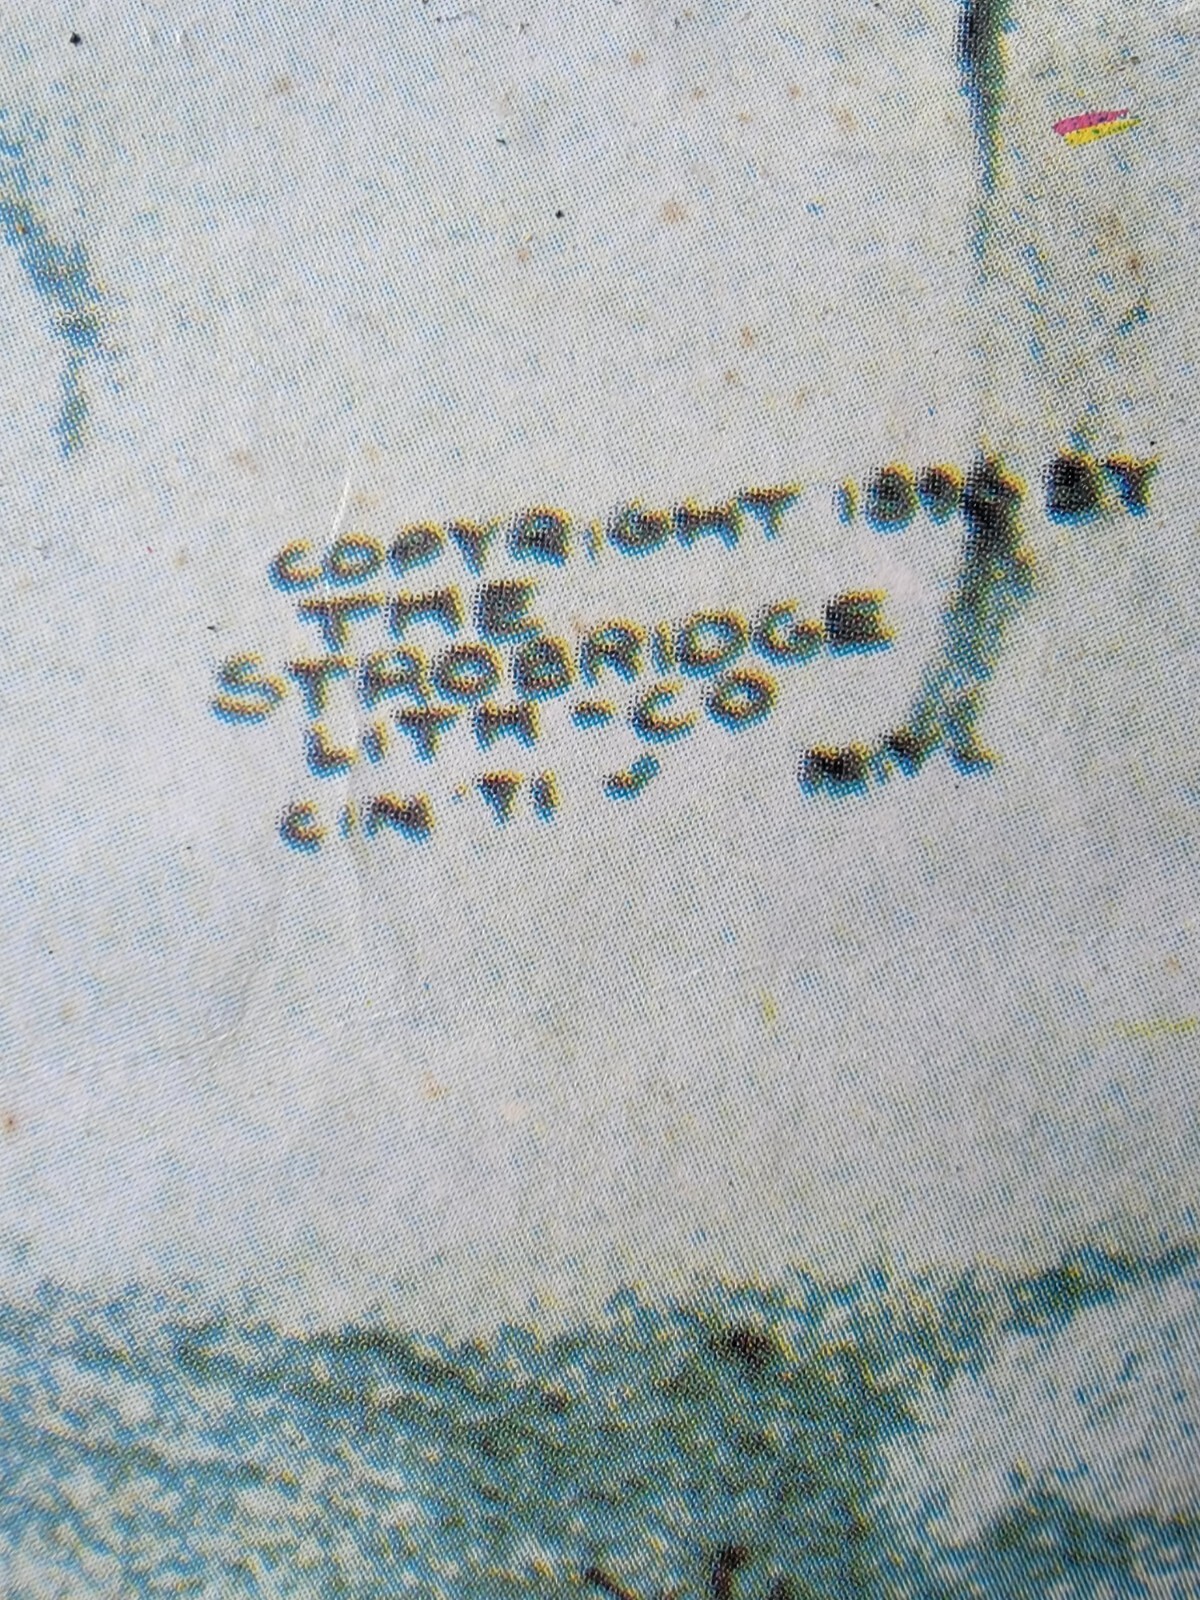 COPYRIGHT BY
THE
STROBRIDGE
LITH-CO
CIN'TI & N.Y.